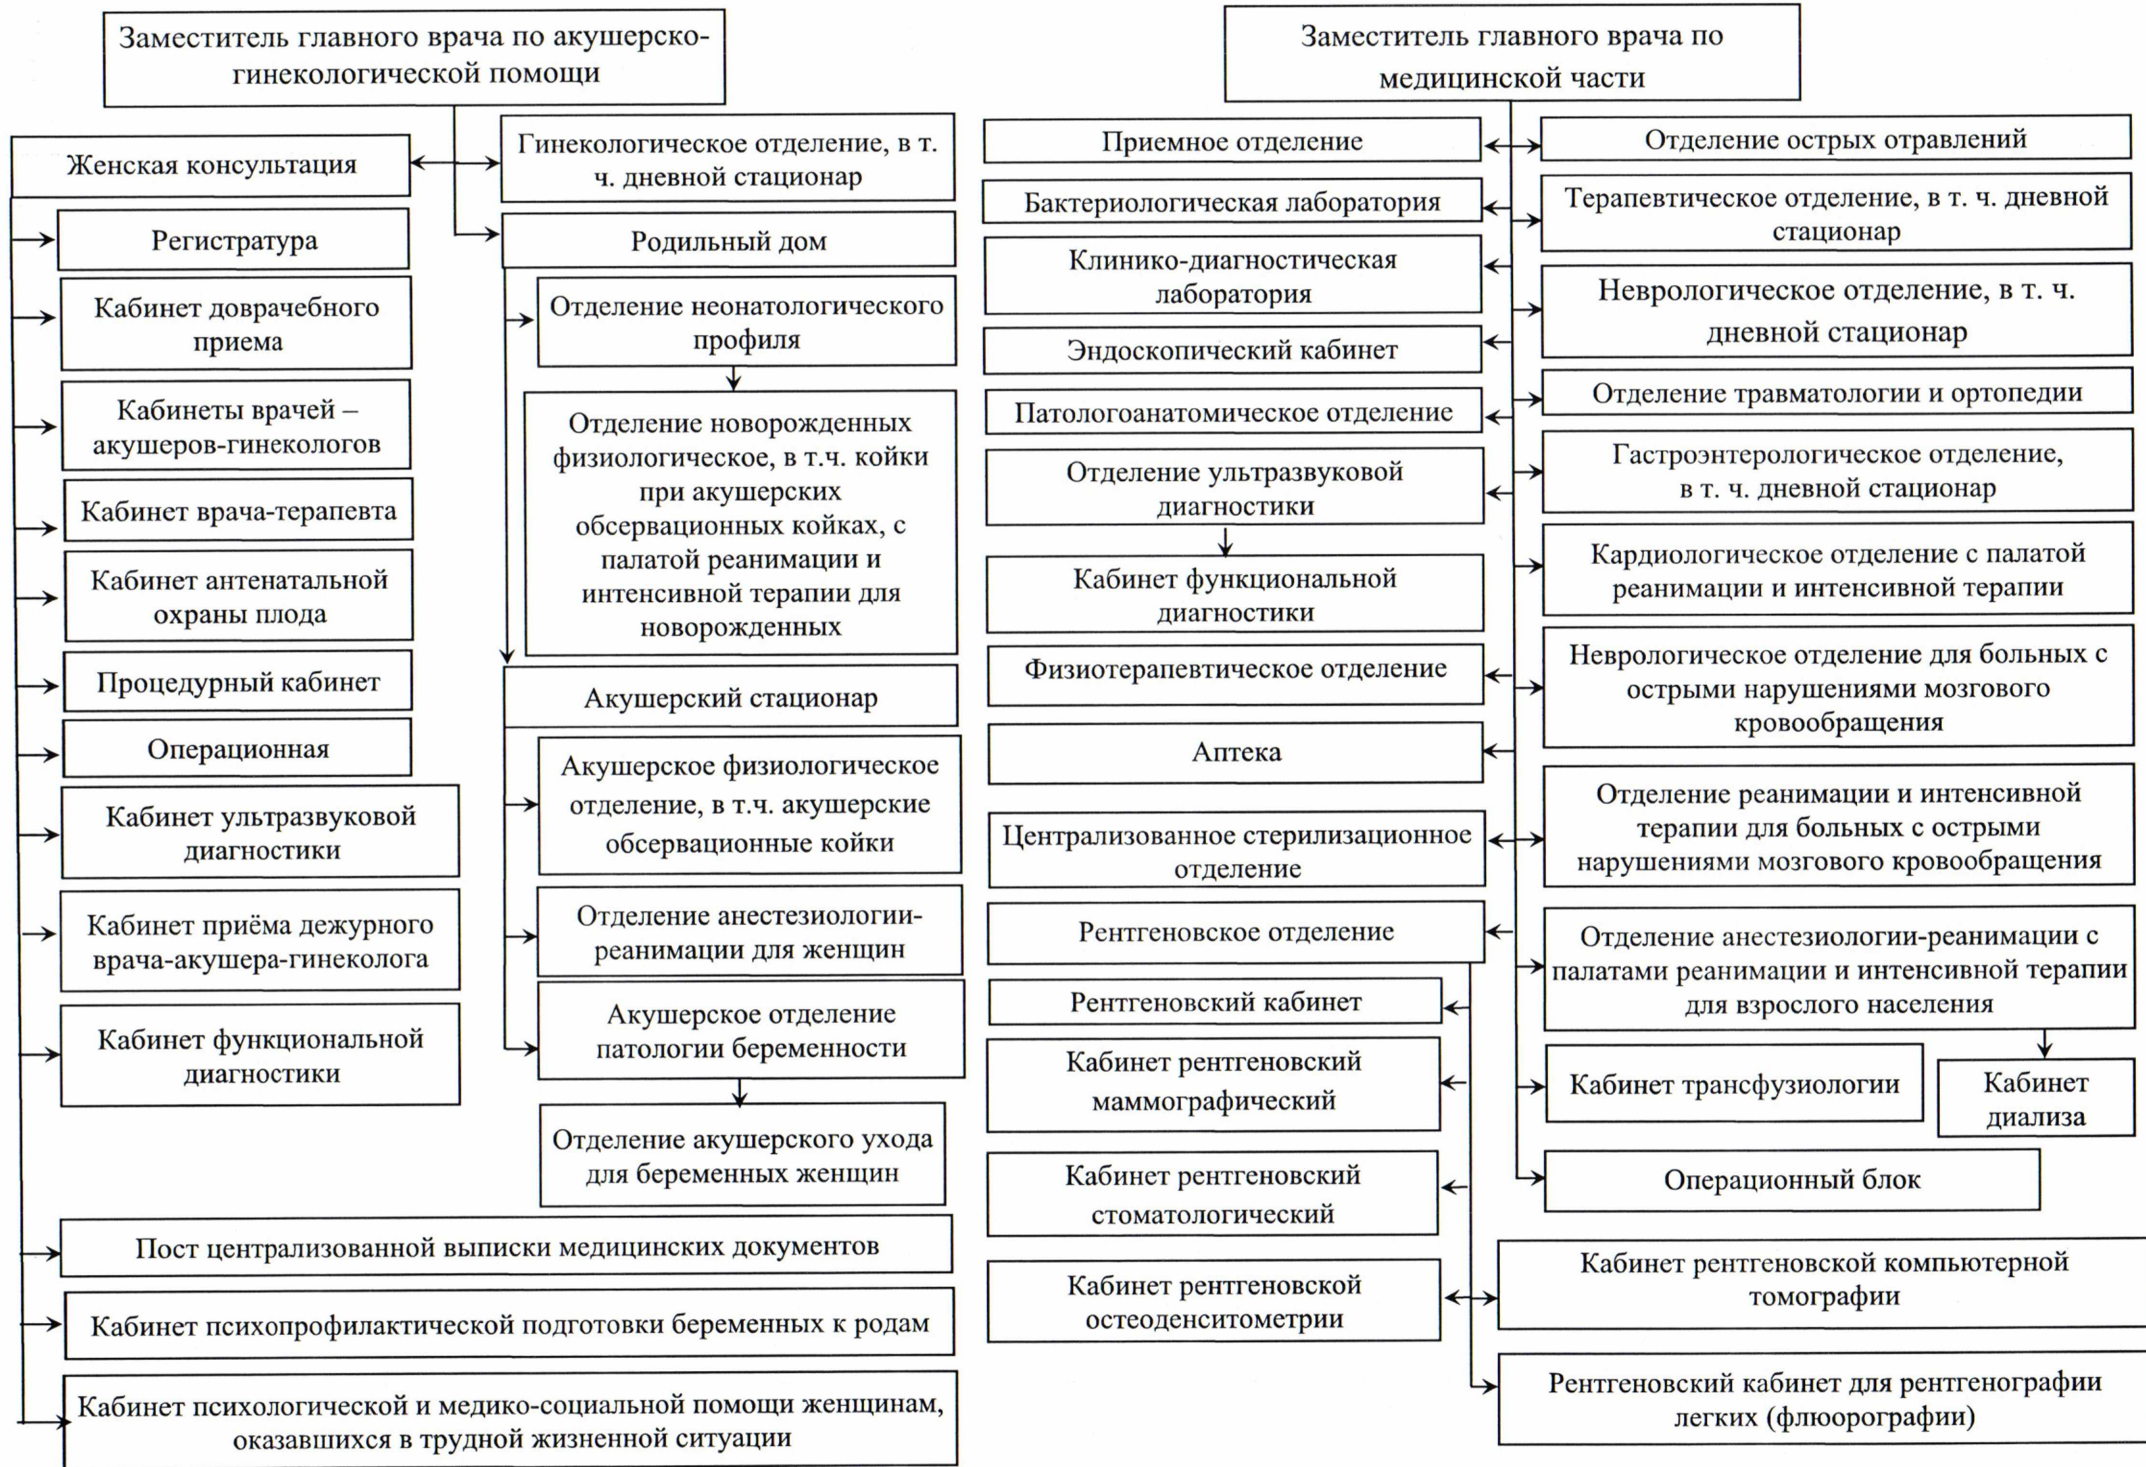 Заместитель главного врача по акушерско-
гинекологической помощи
Женская консультация
Регистратура
Кабинет доврачебного
приема
Кабинеты врачей –
акушеров-гинекологов
Кабинет врача-терапевта
Кабинет антенатальной
охраны плода
Процедурный кабинет
Операционная
Кабинет ультразвуковой
диагностики
Кабинет приёма дежурного
врача-акушера-гинеколога
Кабинет функциональной
диагностики
Пост централизованной выписки медицинских документов
Кабинет психопрофилактической подготовки беременных к родам
Кабинет психологической и медико-социальной помощи женщинам,
оказавшихся в трудной жизненной ситуации
Гинекологическое отделение, в т.
ч. дневной стационар
Родильный дом
Отделение неонатологического
профиля
Отделение новорожденных
физиологическое, в т.ч. койки
при акушерских
обсервационных койках, с
палатой реанимации и
интенсивной терапии для
новорожденных
Акушерский стационар
Акушерское физиологическое
отделение, в т.ч. акушерские
обсервационные койки
Отделение анестезиологии-
реанимации для женщин
Акушерское отделение
патологии беременности
Отделение акушерского ухода
для беременных женщин
Заместитель главного врача по
медицинской части
Приемное отделение
Бактериологическая лаборатория
Клинико-диагностическая
лаборатория
Эндоскопический кабинет
Патологоанатомическое отделение
Отделение ультразвуковой
диагностики
Кабинет функциональной
диагностики
Физиотерапевтическое отделение
Аптека
Централизованное стерилизационное
отделение
Рентгеновское отделение
Рентгеновский кабинет
Кабинет рентгеновский
маммографический
Кабинет рентгеновский
стоматологический
Кабинет рентгеновской
остеоденситометрии
Отделение острых отравлений
Терапевтическое отделение, в т. ч. дневной
стационар
Неврологическое отделение, в т. ч.
дневной стационар
Отделение травматологии и ортопедии
Гастроэнтерологическое отделение,
в т. ч. дневной стационар
Кардиологическое отделение с палатой
реанимации и интенсивной терапии
Неврологическое отделение для больных с
острыми нарушениями мозгового
кровообращения
Отделение реанимации и интенсивной
терапии для больных с острыми
нарушениями мозгового кровообращения
Отделение анестезиологии-реанимации с
палатами реанимации и интенсивной терапии
для взрослого населения
Кабинет трансфузиологии
Кабинет
диализа
Операционный блок
Кабинет рентгеновской компьютерной
томографии
Рентгеновский кабинет для рентгенографии
легких (флюорографии)